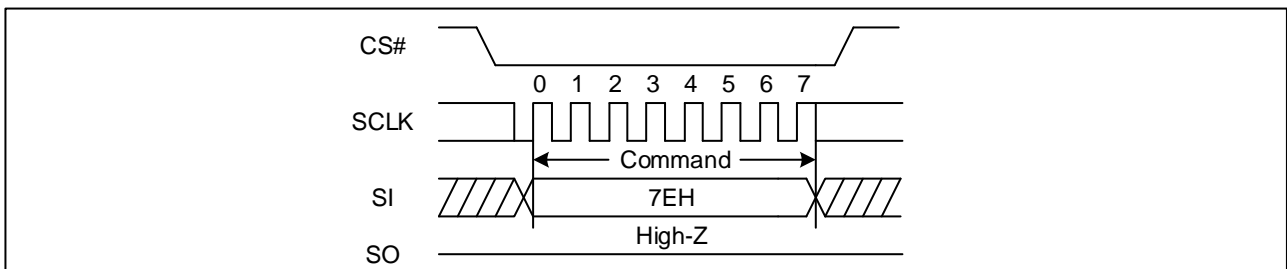 CS#
0 1 2 3 4 5 6 7
SCLK
Command
SI
7EH
High-Z
SO